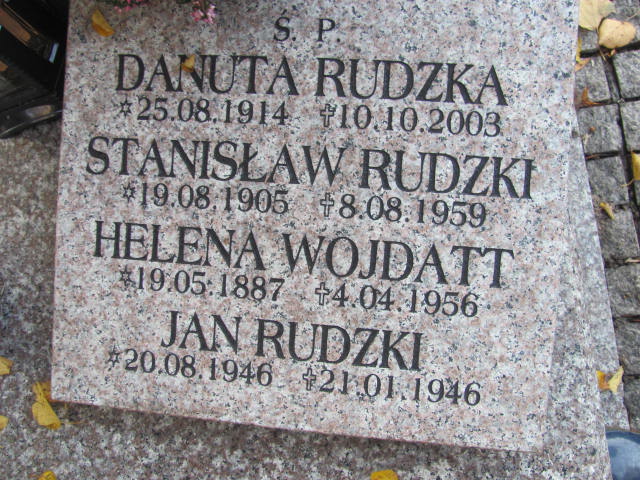 Ś. P.
DANUTA RUDZKA
✡25.08.1914 ✞10.10.2003
STANISŁAW RUDZKI
✡19.08.1905 ✞8.08.1959
HELENA WOJDATT
✡19.05.1887 ✞4.04.1956
JAN RUDZKI
✡20.08.1946 ✞21.01.1946